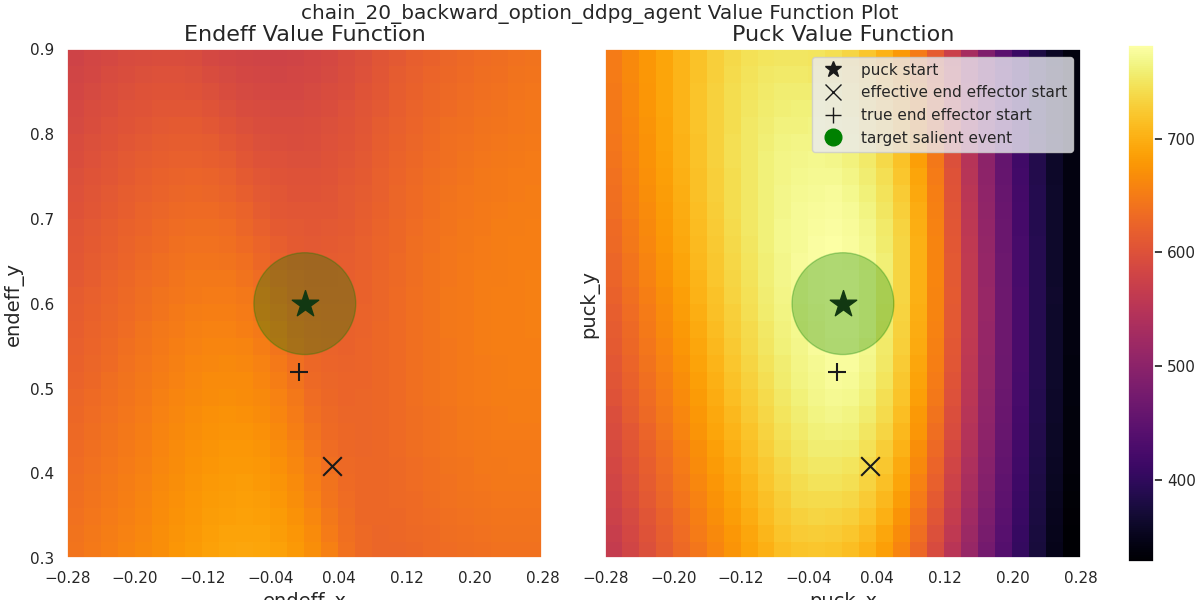 chain_20_backward_option_ddpg_agent Value Function Plot
Endeff Value Function
Puck Value Function
0.9
0.8
0.7
0.6
0.5
0.4
0.3
endeff_y
−0.28 −0.20 −0.12 −0.04 0.04 0.12 0.20 0.28
endeff_x
puck_y
puck start
effective end effector start
true end effector start
target salient event
−0.28 −0.20 −0.12 −0.04 0.04 0.12 0.20 0.28
puck_x
700
600
500
400